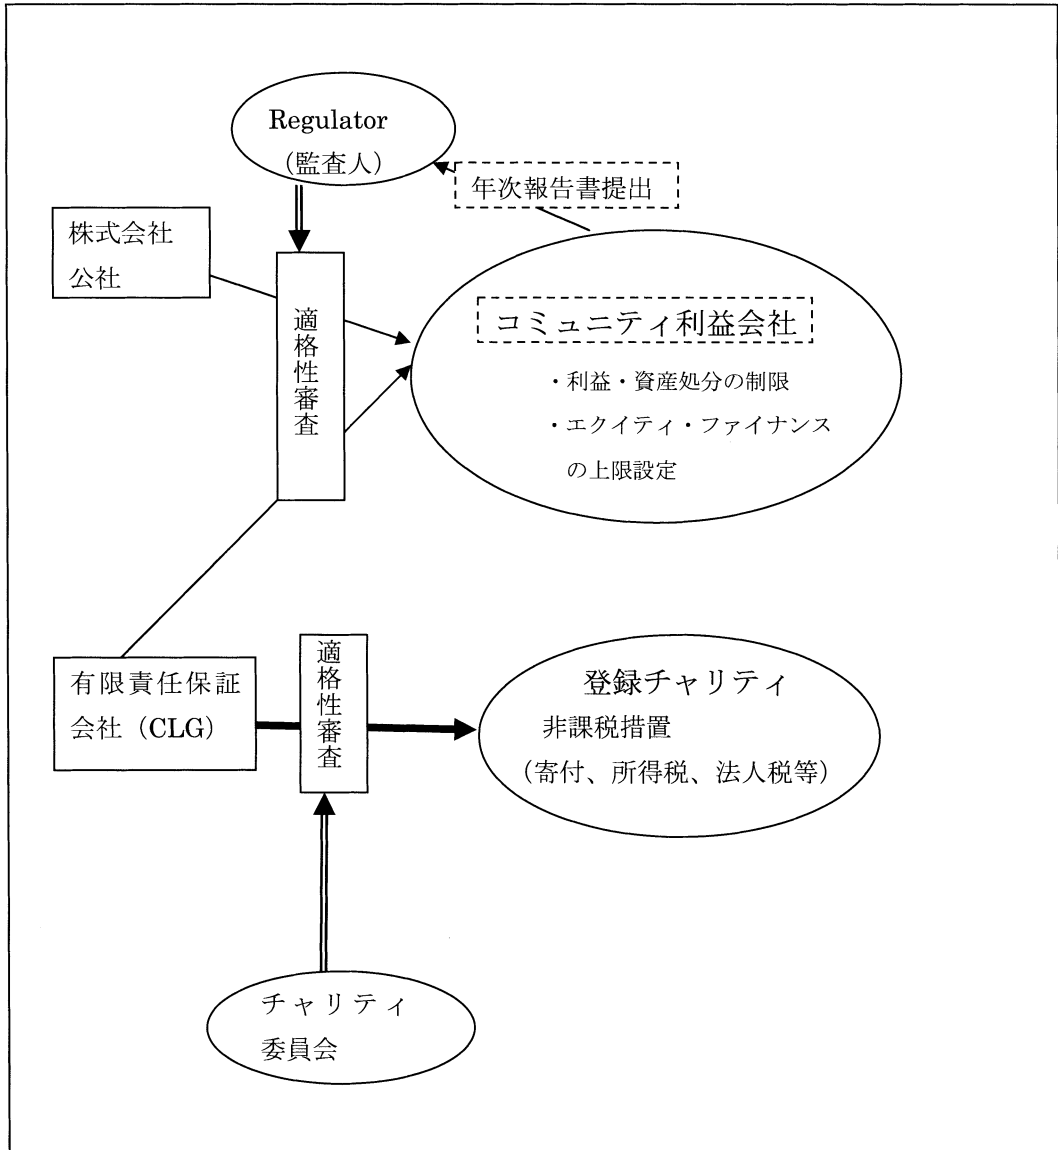 Regulator
（監査人）
年次報告書提出
株式会社
公社
適格性審査
コミュニティ利益会社
・利益・資産処分の制限
・エクイティ・ファイナンス
の上限設定
有限責任保証
会社（CLG）
適格性審査
登録チャリティ
非課税措置
（寄付、所得税、法人税等）
チャリティ
委員会